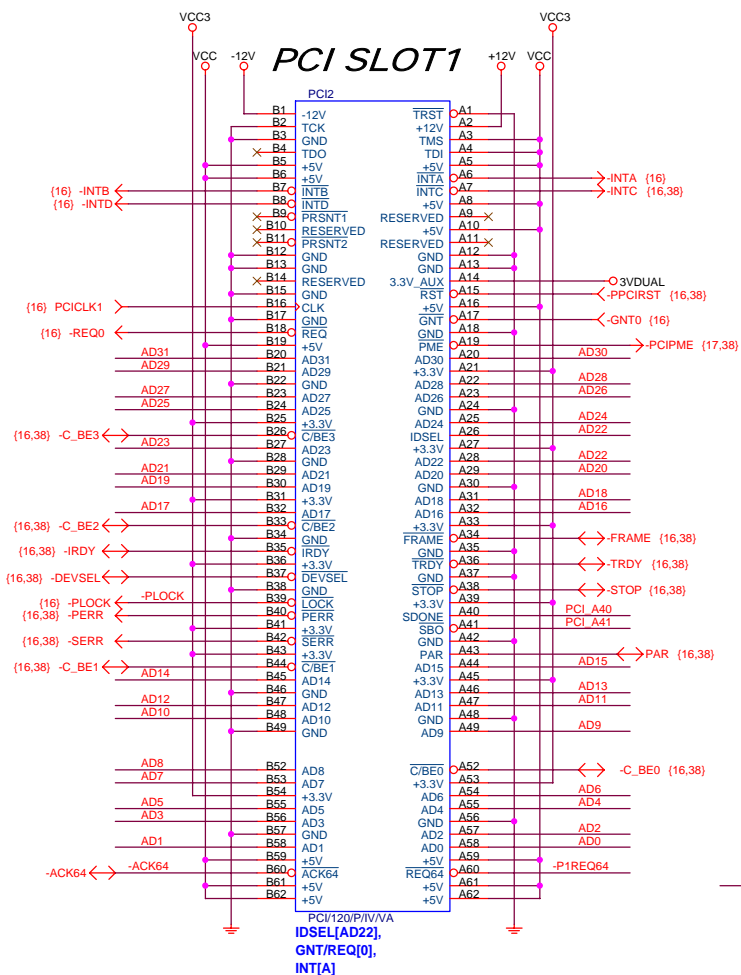 VCC3 VCC3
VCC -12V PCI SLOT1 +12V VCC
PCI2
B1 -12V TRST A1
B2 TCK +12V A2
B3 GND TMS A3
B4 TDO TDI A4
B5 +5V +5V A5
B6 +5V INTA A6 -INTA {16}
{16} -INTB B7 INTB INTC A7 -INTC {16,38}
{16} -INTD B8 INTD +5V A8
B9 PRSNT1 RESERVED A9
B10 RESERVED +5V A10
B11 PRSNT2 RESERVED A11
B12 GND GND A12
B13 GND GND A13
B14 RESERVED 3.3V_AUX A14 3VDUAL
B15 GND RST A15 -PPCIRST {16,38}
{16} PCICLK1 B16 CLK +5V A16
B17 GND GNT A17 -GNT0 {16}
{16} -REQ0 B18 REQ GND A18
B19 +5V PME A19 -PCIPME {17,38}
AD31 B20 AD31 AD30 A20 AD30
AD29 B21 AD29 +3.3V A21
B22 GND AD28 A22 AD28
AD27 B23 AD27 AD26 A23 AD26
AD25 B24 AD25 GND A24
B25 +3.3V AD24 A25 AD24
{16,38} -C_BE3 B26 C/BE3 IDSEL A26 AD22
AD23 B27 AD23 +3.3V A27
B28 GND AD22 A28 AD22
AD21 B29 AD21 AD20 A29 AD20
AD19 B30 AD19 GND A30
B31 +3.3V AD18 A31 AD18
AD17 B32 AD17 AD16 A32 AD16
{16,38} -C_BE2 B33 C/BE2 +3.3V A33
B34 GND FRAME A34 -FRAME {16,38}
{16,38} -IRDY B35 IRDY GND A35
B36 +3.3V TRDY A36 -TRDY {16,38}
{16,38} -DEVSEL B37 DEVSEL GND A37
B38 GND STOP A38 -STOP {16,38}
{16} -PLOCK -PLOCK B39 LOCK +3.3V A39
{16,38} -PERR B40 PERR SDONE A40 PCI_A40
B41 +3.3V SBO A41 PCI_A41
{16,38} -SERR B42 SERR GND A42
B43 +3.3V PAR A43 PAR {16,38}
{16,38} -C_BE1 B44 C/BE1 AD15 A44 AD15
AD14 B45 AD14 +3.3V A45
B46 GND AD13 A46 AD13
AD12 B47 AD12 AD11 A47 AD11
AD10 B48 AD10 GND A48
B49 GND AD9 A49 AD9
AD8 B52 AD8 C/BE0 A52 -C_BE0 {16,38}
AD7 B53 AD7 +3.3V A53
B54 +3.3V AD6 A54 AD6
AD5 B55 AD5 AD4 A55 AD4
AD3 B56 AD3 GND A56
B57 GND AD2 A57 AD2
AD1 B58 AD1 AD0 A58 AD0
B59 +5V +5V A59
-ACK64 -ACK64 B60 ACK64 REQ64 A60 -P1REQ64
B61 +5V +5V A61
B62 +5V +5V A62
PCI/120/P/IV/VA
IDSEL[AD22],
GNT/REQ[0],
INT[A]